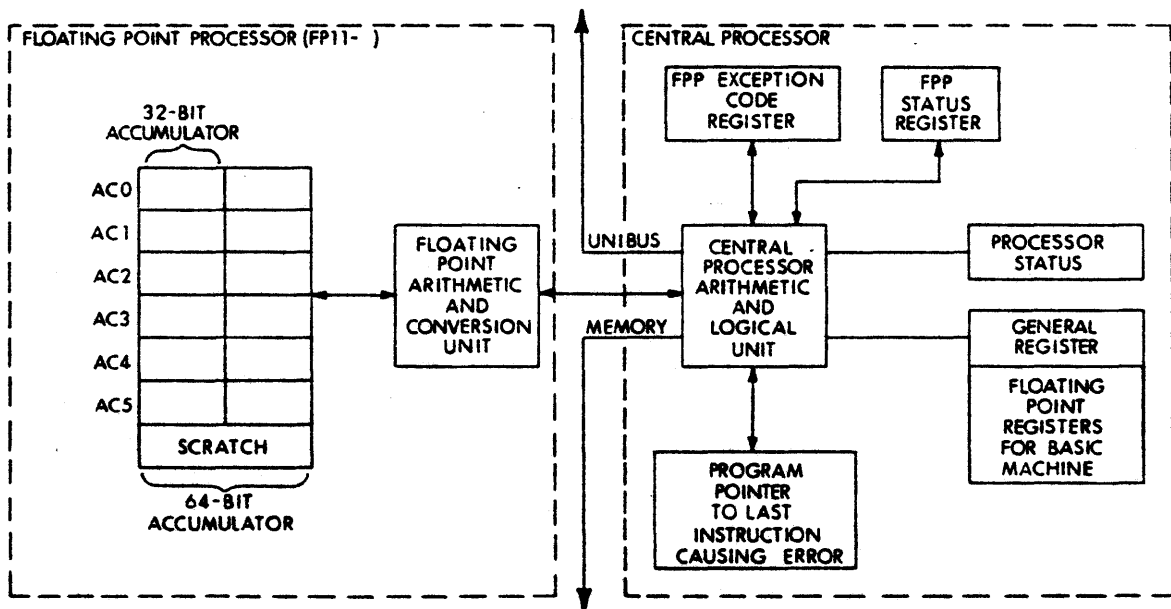 FLOATING POINT PROCESSOR (FP11- )
32-BIT
ACCUMULATOR
AC0
AC1
AC2
AC3
AC4
AC5
SCRATCH
64-BIT
ACCUMULATOR
FLOATING
POINT
ARITHMETIC
AND
CONVERSION
UNIT
UNIBUS
MEMORY
CENTRAL PROCESSOR
FPP EXCEPTION
CODE
REGISTER
FPP
STATUS
REGISTER
CENTRAL
PROCESSOR
ARITHMETIC
AND
LOGICAL
UNIT
PROCESSOR
STATUS
GENERAL
REGISTER
FLOATING
POINT
REGISTERS
FOR BASIC
MACHINE
PROGRAM
POINTER
TO LAST
INSTRUCTION
CAUSING ERROR